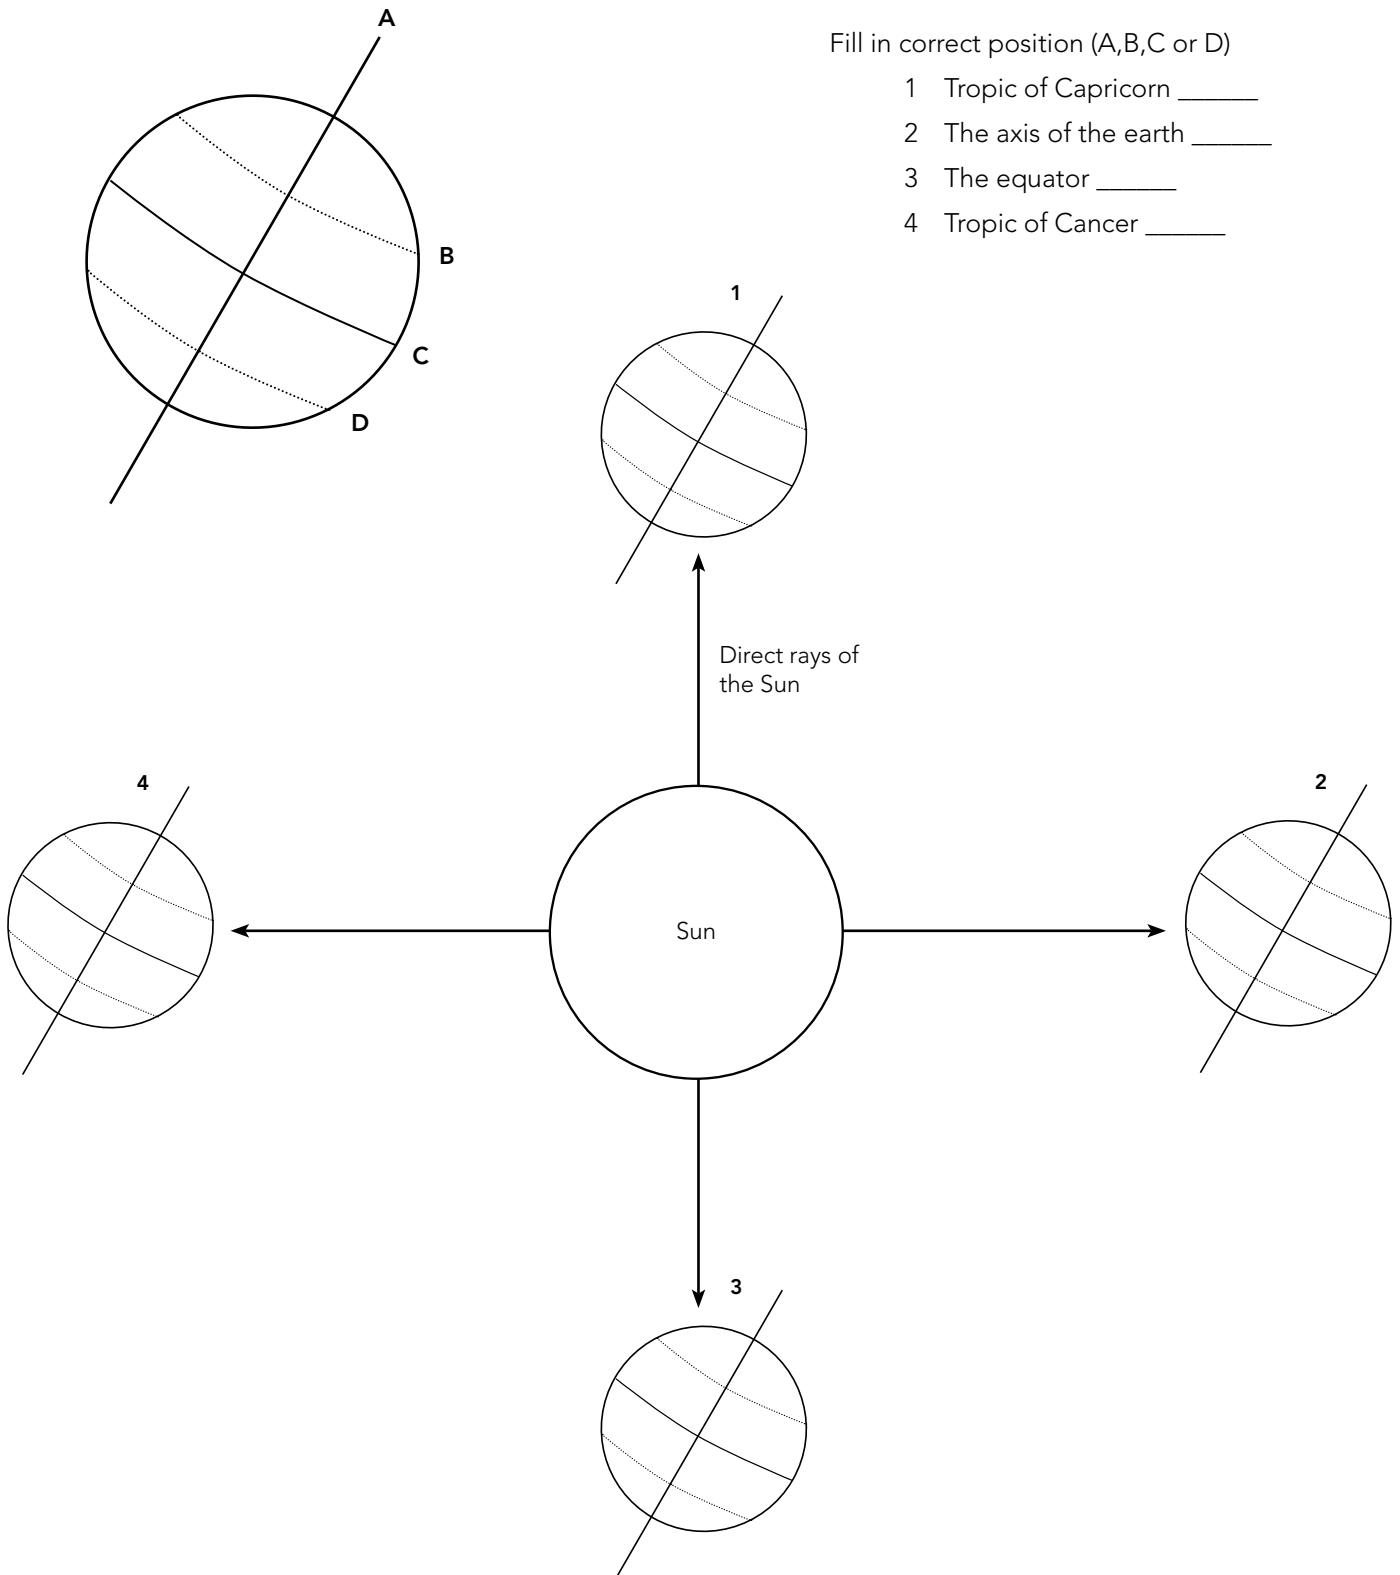 A
B
C
D
Fill in correct position (A,B,C or D)
1 Tropic of Capricorn ______
2 The axis of the earth ______
3 The equator ______
4 Tropic of Cancer ______
1
Direct rays of
the Sun
4
2
Sun
3